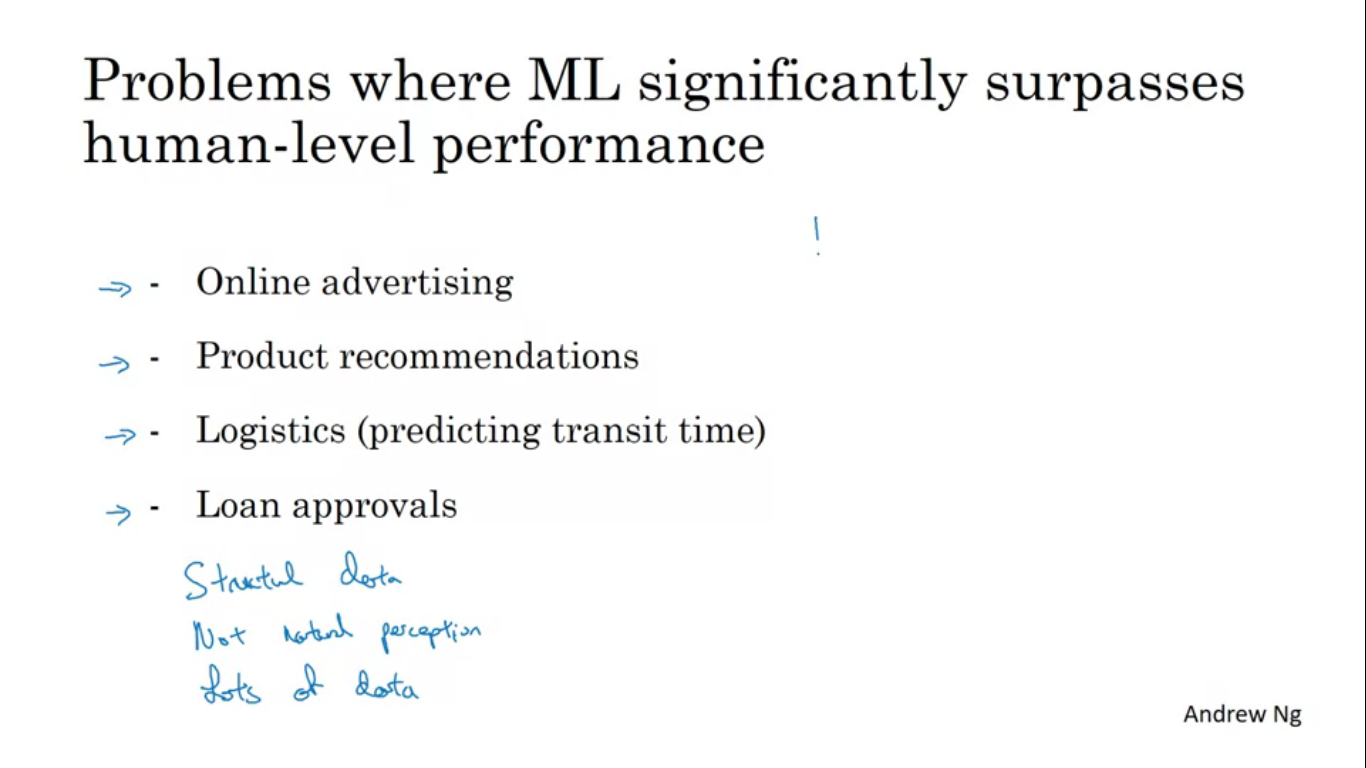 Problems where ML significantly surpasses
human-level performance
!
→ - Online advertising
→ - Product recommendations
→ - Logistics (predicting transit time)
→ - Loan approvals
Structul data
Not natural perception
Lots of data
Andrew Ng